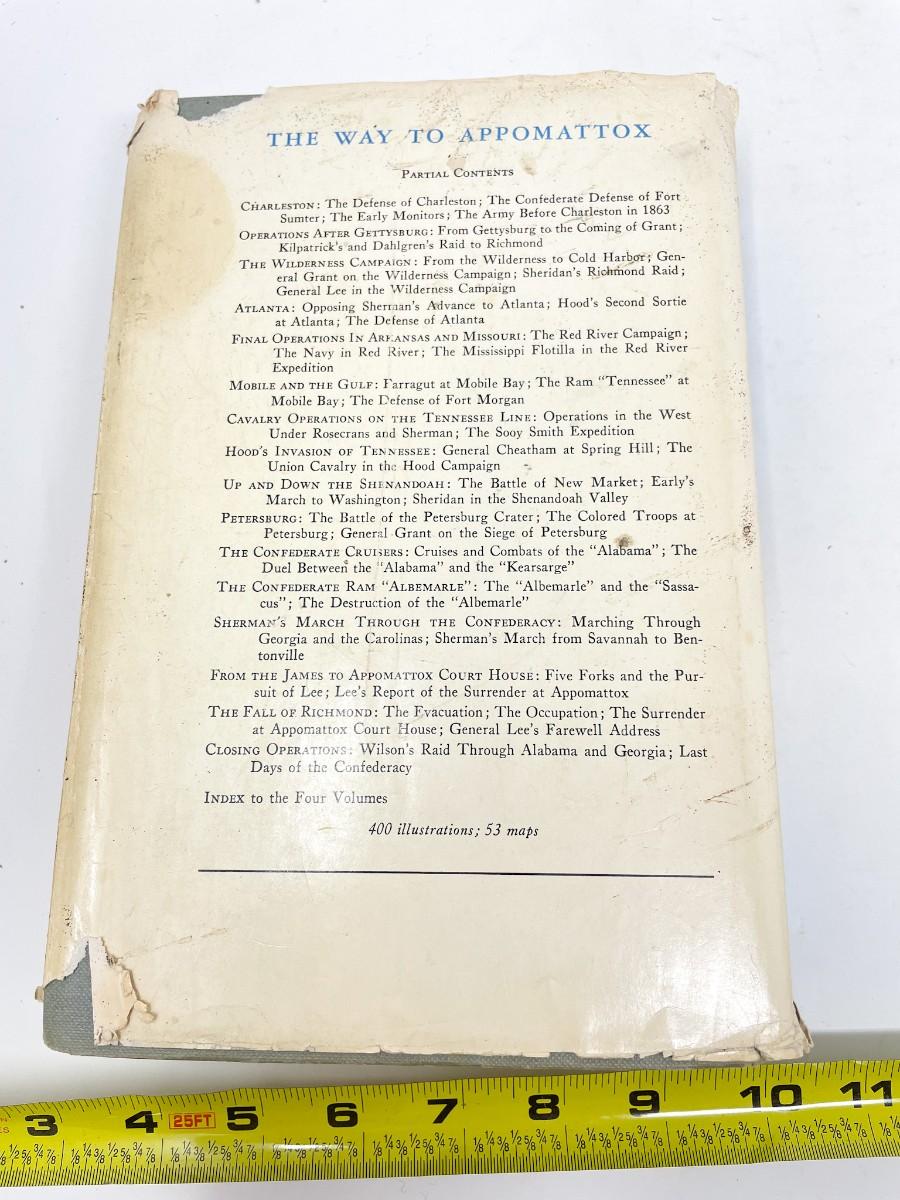 THE WAY TO APPOMATTOX
PARTIAL CONTENTS
CHARLESTON: The Defense of Charleston; The Confederate Defense of Fort
Sumter; The Early Monitors; The Army Before Charleston in 1863
OPERATIONS AFTER GETTYSBURG: From Gettysburg to the Coming of Grant;
Kilpatrick's and Dahlgren's Raid to Richmond
THE WILDERNESS CAMPAIGN: From the Wilderness to Cold Harbor; Gen-
eral Grant on the Wilderness Campaign; Sheridan's Richmond Raid;
General Lee in the Wilderness Campaign
ATLANTA: Opposing Sherman's Advance to Atlanta; Hood's Second Sortie
at Atlanta; The Defense of Atlanta
FINAL OPERATIONS IN ARKANSAS AND MISSOURI: The Red River Campaign;
The Navy in Red River; The Mississippi Flotilla in the Red River
Expedition
MOBILE AND THE GULF: Farragut at Mobile Bay; The Ram "Tennessee" at
Mobile Bay; The Defense of Fort Morgan
CAVALRY OPERATIONS ON THE TENNESSEE LINE: Operations in the West
Under Rosecrans and Sherman; The Sooy Smith Expedition
HOOD'S INVASION OF TENNESSEE: General Cheatham at Spring Hill; The
Union Cavalry in the Hood Campaign
UP AND DOWN THE SHENANDOAH: The Battle of New Market; Early's
March to Washington; Sheridan in the Shenandoah Valley
PETERSBURG: The Battle of the Petersburg Crater; The Colored Troops at
Petersburg; General Grant on the Siege of Petersburg
THE CONFEDERATE CRUISERS: Cruises and Combats of the "Alabama"; The
Duel Between the "Alabama" and the "Kearsarge"
THE CONFEDERATE RAM "ALBEMARLE": The "Albemarle" and the "Sassa-
cus"; The Destruction of the "Albemarle"
SHERMAN'S MARCH THROUGH THE CONFEDERACY: Marching Through
Georgia and the Carolinas; Sherman's March from Savannah to Ben-
tonville
FROM THE JAMES TO APPOMATTOX COURT HOUSE: Five Forks and the Pur-
suit of Lee; Lee's Report of the Surrender at Appomattox
THE FALL OF RICHMOND: The Evacuation; The Occupation; The Surrender
at Appomattox Court House; General Lee's Farewell Address
CLOSING OPERATIONS: Wilson's Raid Through Alabama and Georgia; Last
Days of the Confederacy
INDEX to the Four Volumes
400 illustrations; 53 maps
3 4 25FT 5 6 7 8 9 10 11